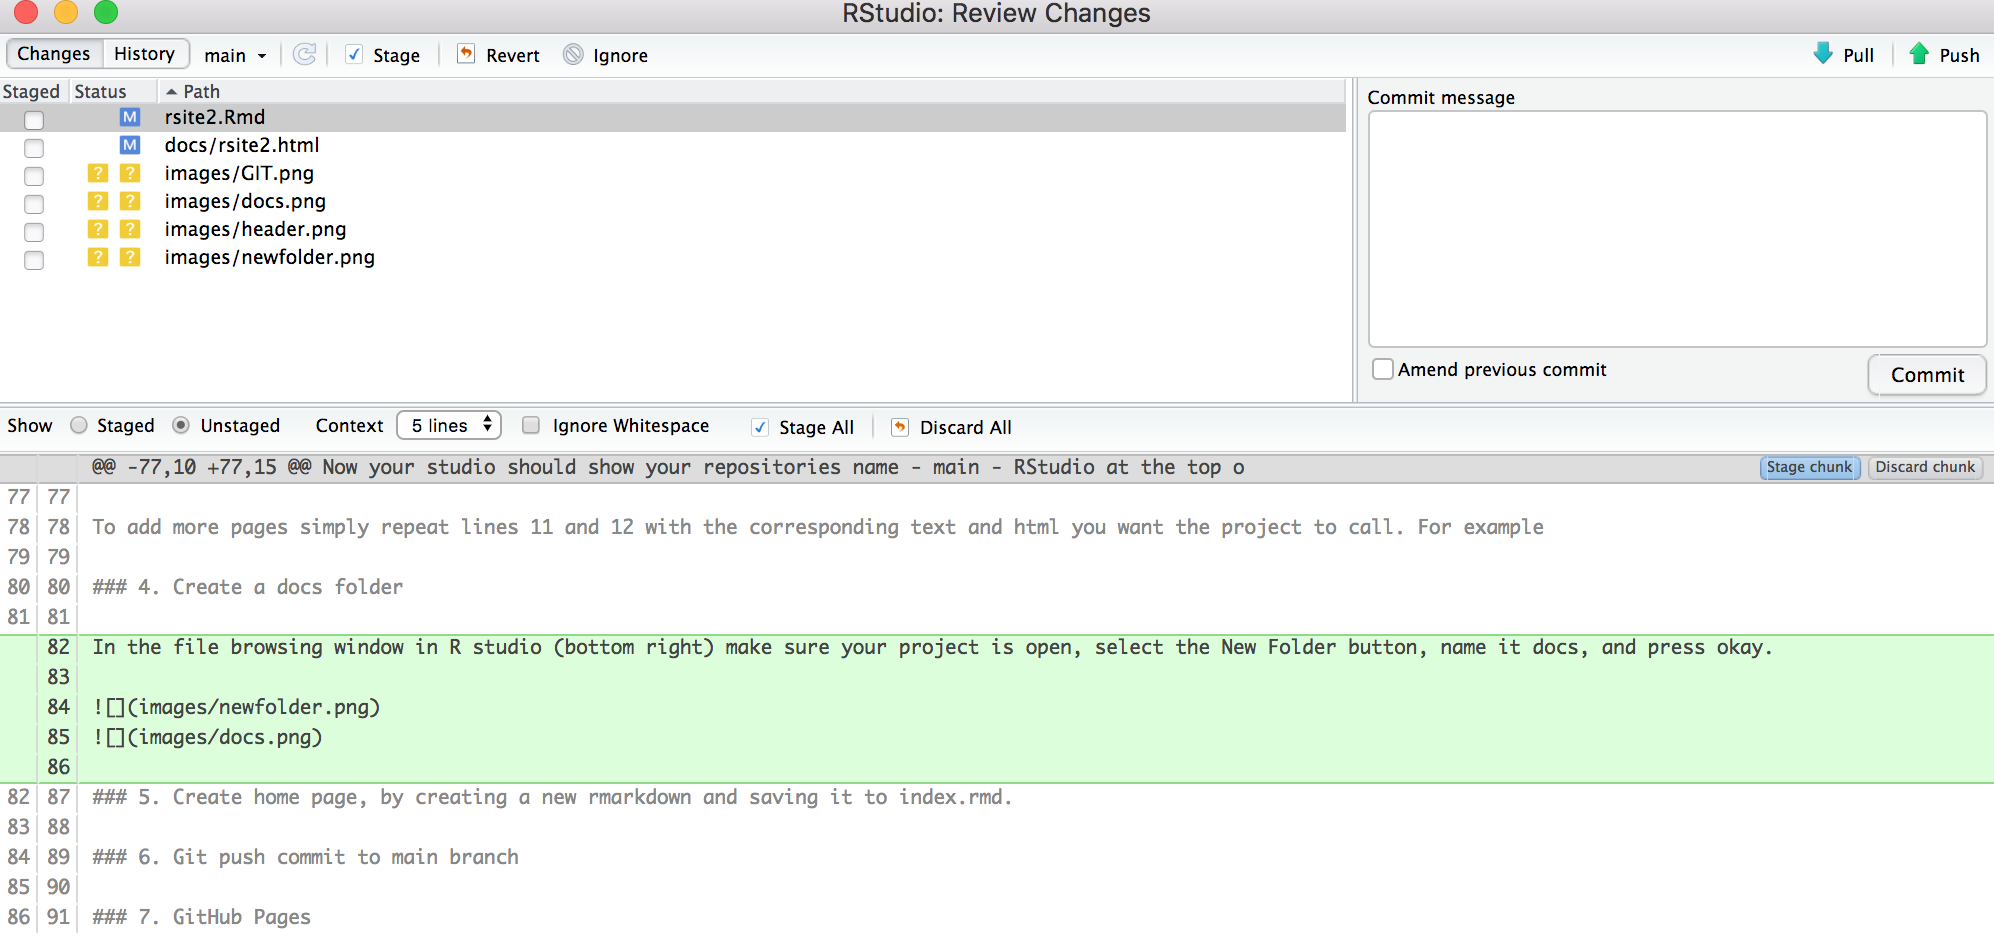 RStudio: Review Changes
Changes History main Stage Revert Ignore Pull Push
Staged Status Path
M rsite2.Rmd
M docs/rsite2.html
? ? images/GIT.png
? ? images/docs.png
? ? images/header.png
? ? images/newfolder.png
Commit message
Amend previous commit
Commit
Show Staged Unstaged Context 5 lines Ignore Whitespace Stage All Discard All
@@ -77,10 +77,15 @@ Now your studio should show your repositories name - main - RStudio at the top o Stage chunk Discard chunk
77 77
78 78 To add more pages simply repeat lines 11 and 12 with the corresponding text and html you want the project to call. For example
79 79
80 80 ### 4. Create a docs folder
81 81
82 In the file browsing window in R studio (bottom right) make sure your project is open, select the New Folder button, name it docs, and press okay.
83
84 ![](images/newfolder.png)
85 ![](images/docs.png)
86
82 87 ### 5. Create home page, by creating a new rmarkdown and saving it to index.rmd.
83 88
84 89 ### 6. Git push commit to main branch
85 90
86 91 ### 7. GitHub Pages